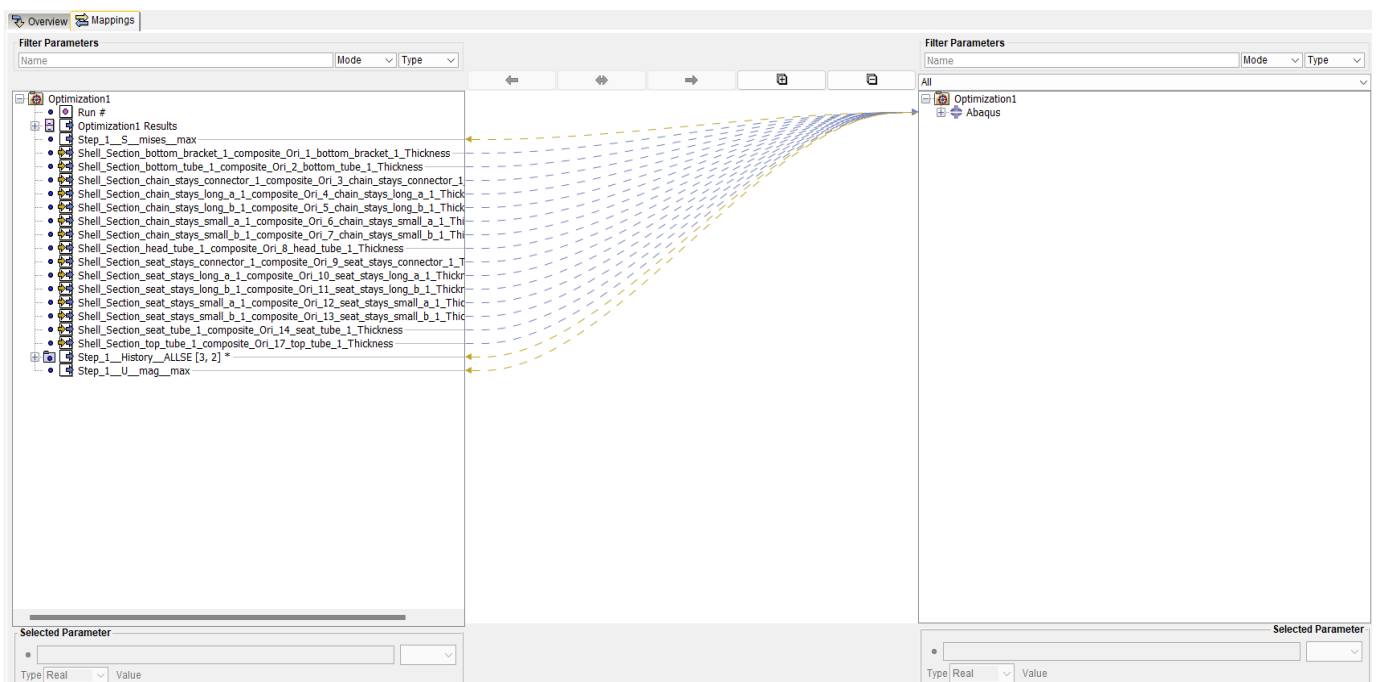 Overview Mappings
Filter Parameters
Name Mode Type
Filter Parameters
Name Mode Type
All
Optimization1
Run #
Optimization1 Results
Step_1__S__mises__max
Shell_Section_bottom_bracket_1_composite_Ori_1_bottom_bracket_1_Thickness
Shell_Section_bottom_tube_1_composite_Ori_2_bottom_tube_1_Thickness
Shell_Section_chain_stays_connector_1_composite_Ori_3_chain_stays_connector_1_
Shell_Section_chain_stays_long_a_1_composite_Ori_4_chain_stays_long_a_1_Thick
Shell_Section_chain_stays_long_b_1_composite_Ori_5_chain_stays_long_b_1_Thick
Shell_Section_chain_stays_small_a_1_composite_Ori_6_chain_stays_small_a_1_Thi
Shell_Section_chain_stays_small_b_1_composite_Ori_7_chain_stays_small_b_1_Thi
Shell_Section_head_tube_1_composite_Ori_8_head_tube_1_Thickness
Shell_Section_seat_stays_connector_1_composite_Ori_9_seat_stays_connector_1_T
Shell_Section_seat_stays_long_a_1_composite_Ori_10_seat_stays_long_a_1_Thickn
Shell_Section_seat_stays_long_b_1_composite_Ori_11_seat_stays_long_b_1_Thickn
Shell_Section_seat_stays_small_a_1_composite_Ori_12_seat_stays_small_a_1_Thic
Shell_Section_seat_stays_small_b_1_composite_Ori_13_seat_stays_small_b_1_Thic
Shell_Section_seat_tube_1_composite_Ori_14_seat_tube_1_Thickness
Shell_Section_top_tube_1_composite_Ori_17_top_tube_1_Thickness
Step_1__History__ALLSE [3, 2] *
Step_1__U__mag__max
Optimization1
Abaqus
Selected Parameter
Type Real Value
Selected Parameter
Type Real Value